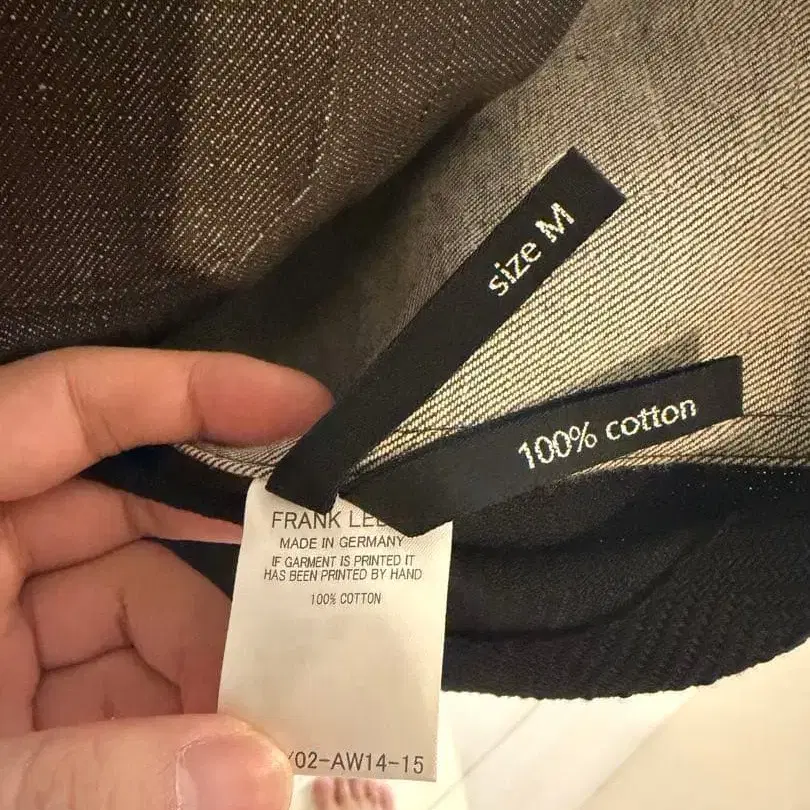 size M
100% cotton
FRANK
MADE IN GERMANY
IF GARMENT IS PRINTED IT
HAS BEEN PRINTED BY HAND
100% COTTON
02-AW14-15